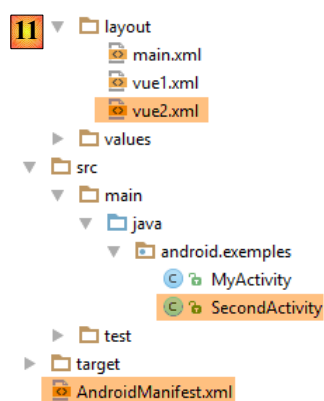 11
layout
main.xml
vue1.xml
vue2.xml
values
src
main
java
android.exemples
C MyActivity
C SecondActivity
test
target
AndroidManifest.xml